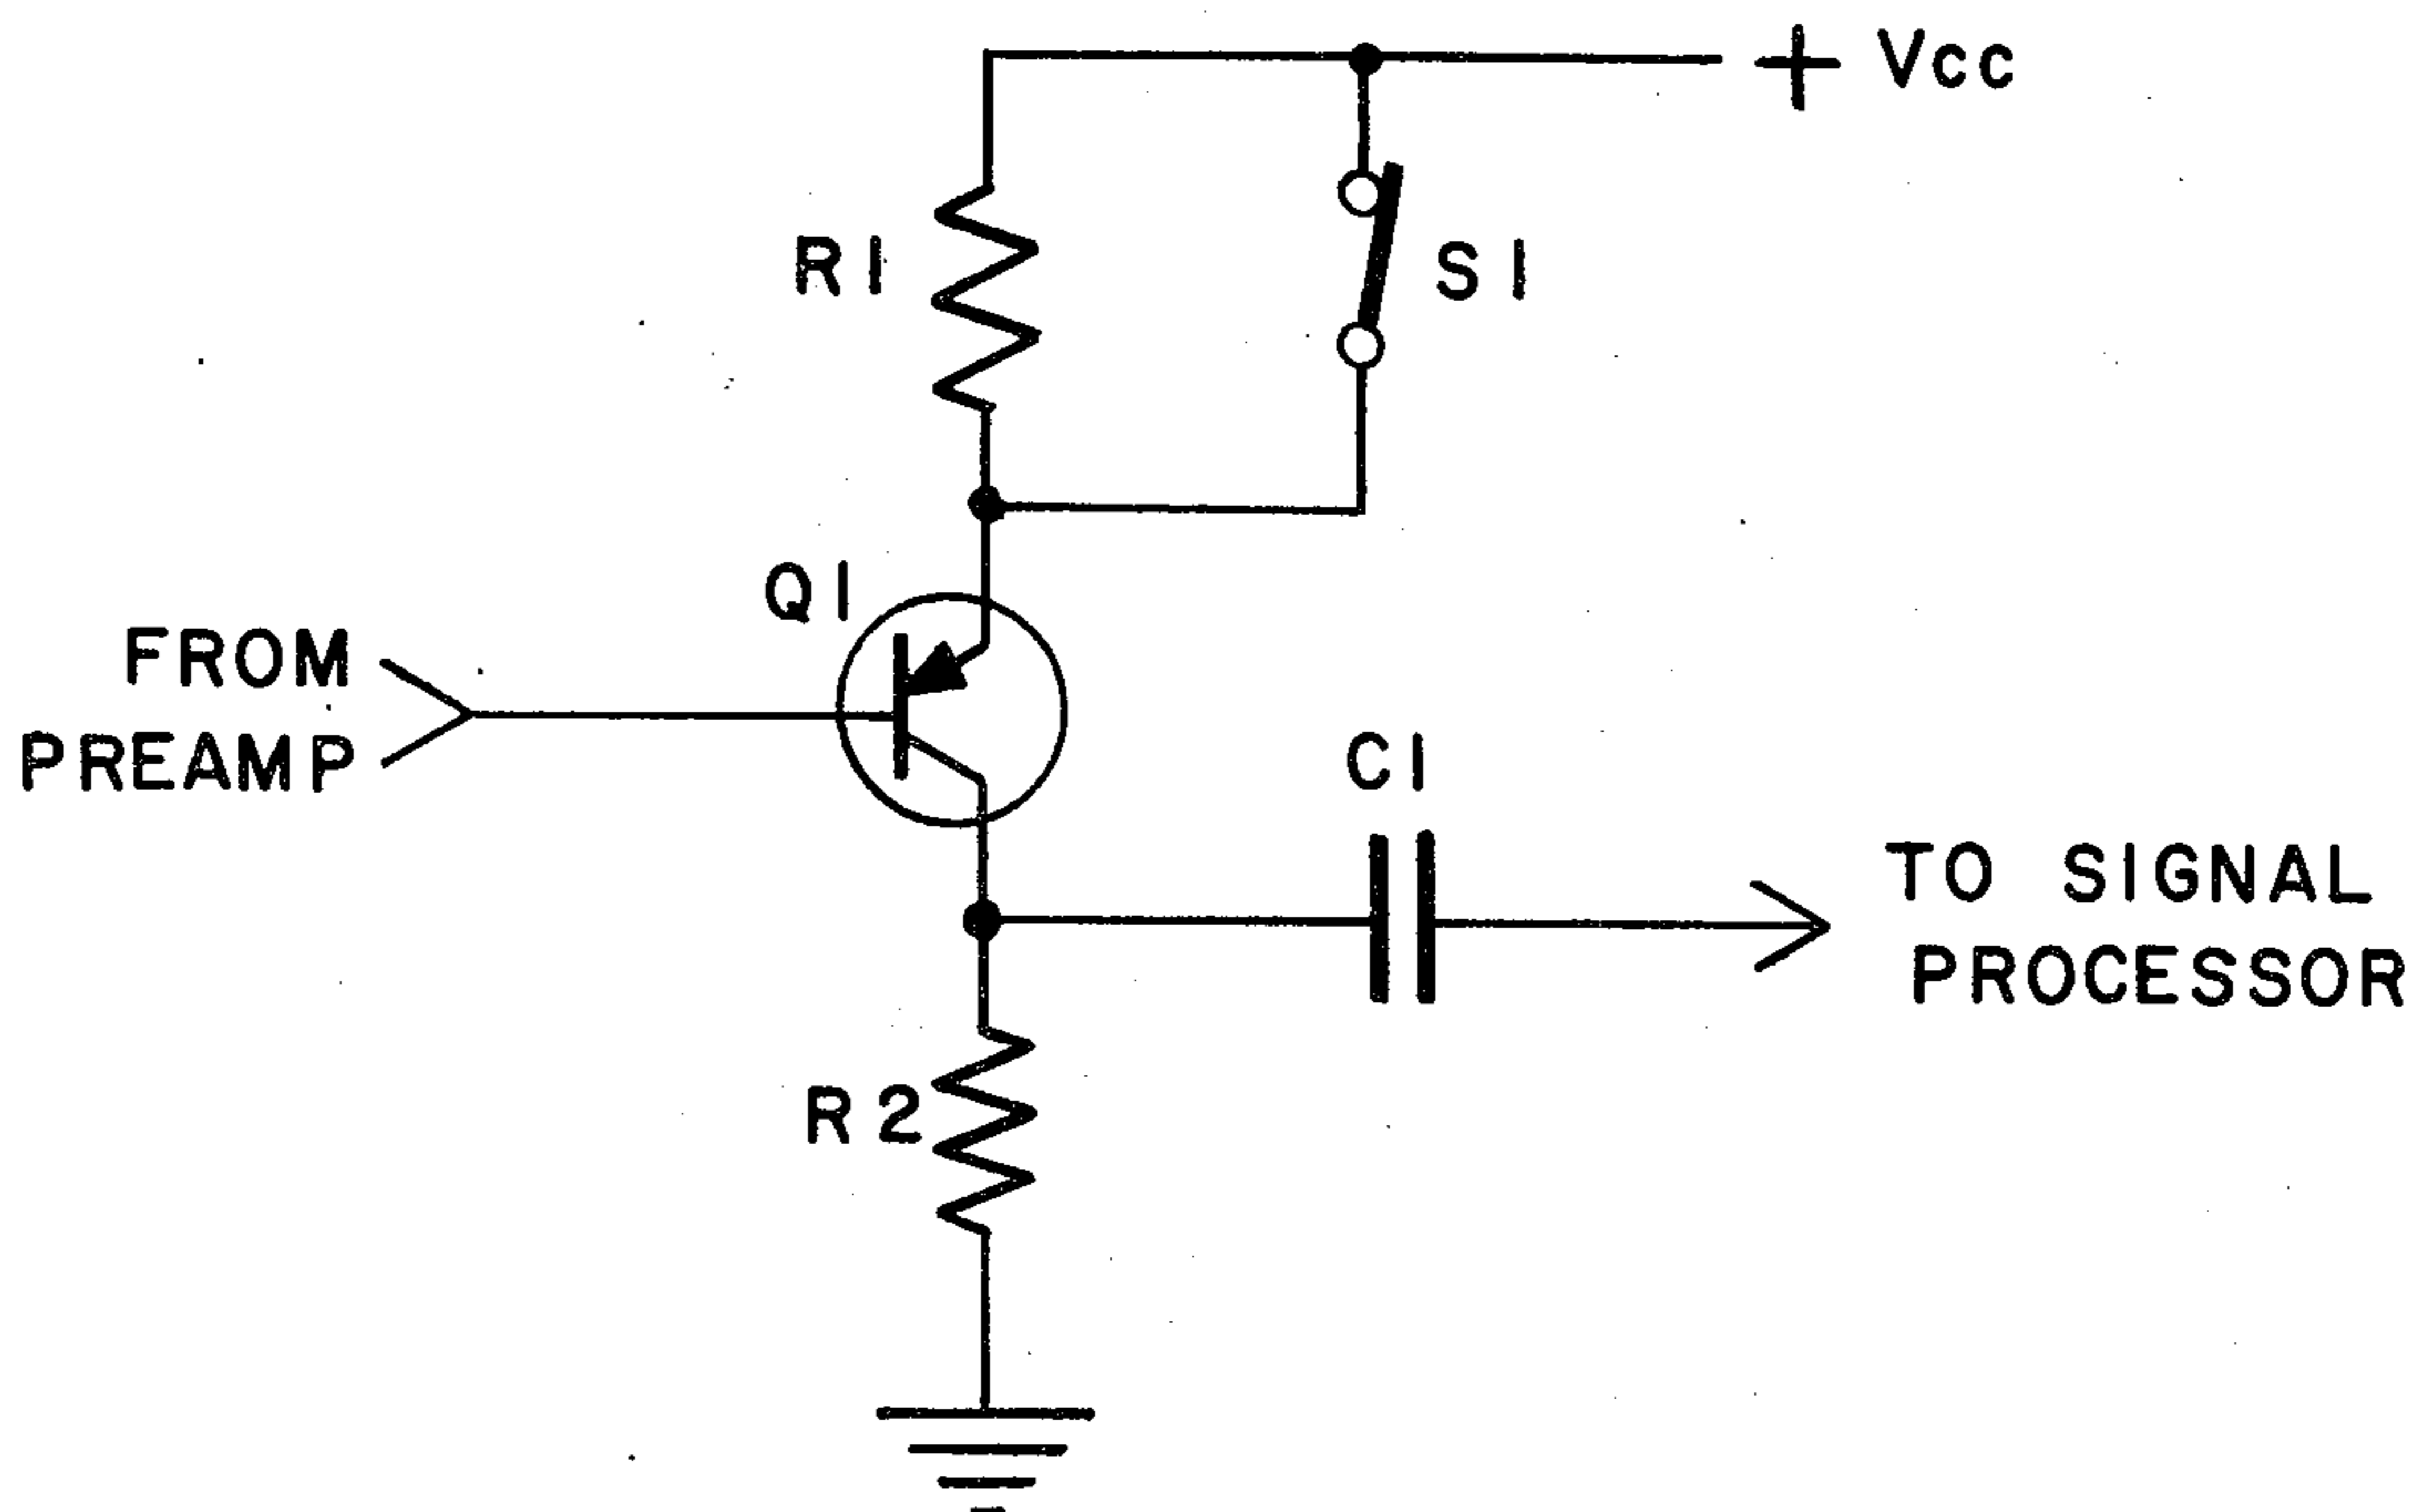 + Vcc
R1
S1
Q1
FROM
PREAMP
C1
TO SIGNAL
PROCESSOR
R2